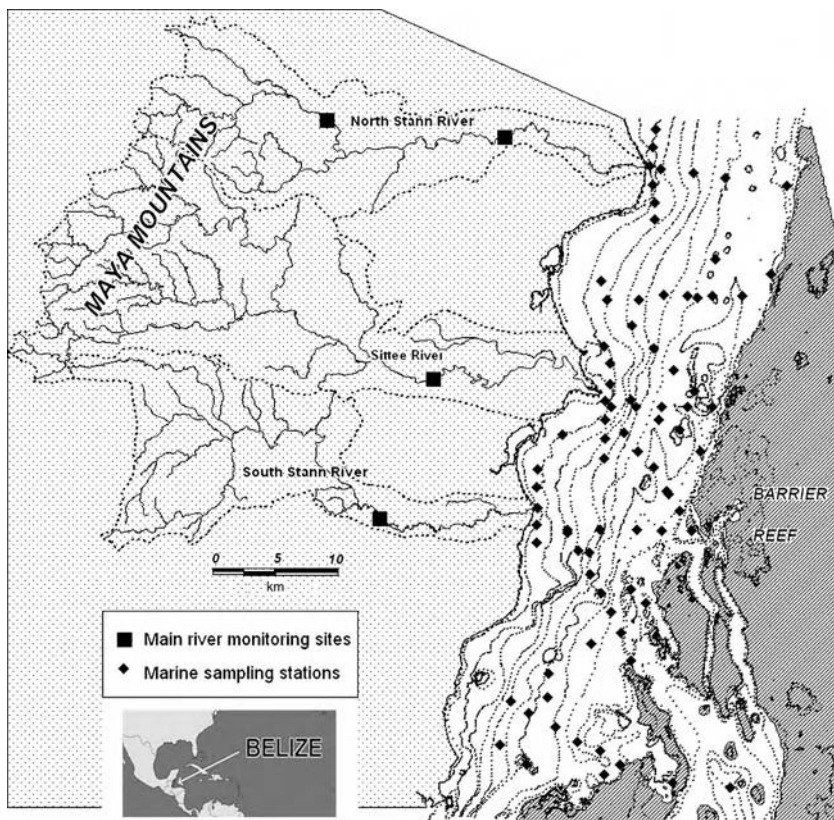 North Stann River
MAYA MOUNTAINS
Sittee River
South Stann River
BARRIER
REEF
0 5 10
km
Main river monitoring sites
Marine sampling stations
BELIZE